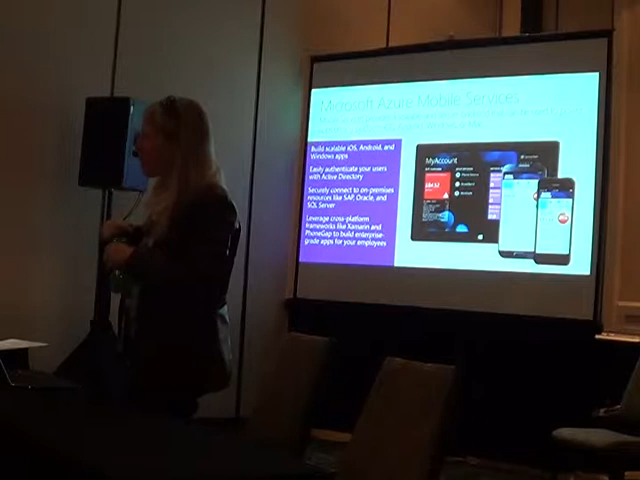 Microsoft Azure Mobile Services
Build scalable iOS, Android, and
Windows apps
Easily authenticate your users
with Active Directory
Securely connect to on-premises
resources like SAP, Oracle, and
SQL Server
Leverage cross-platform
frameworks like Xamarin and
PhoneGap to build enterprise-
grade apps for your employees
MyAccount